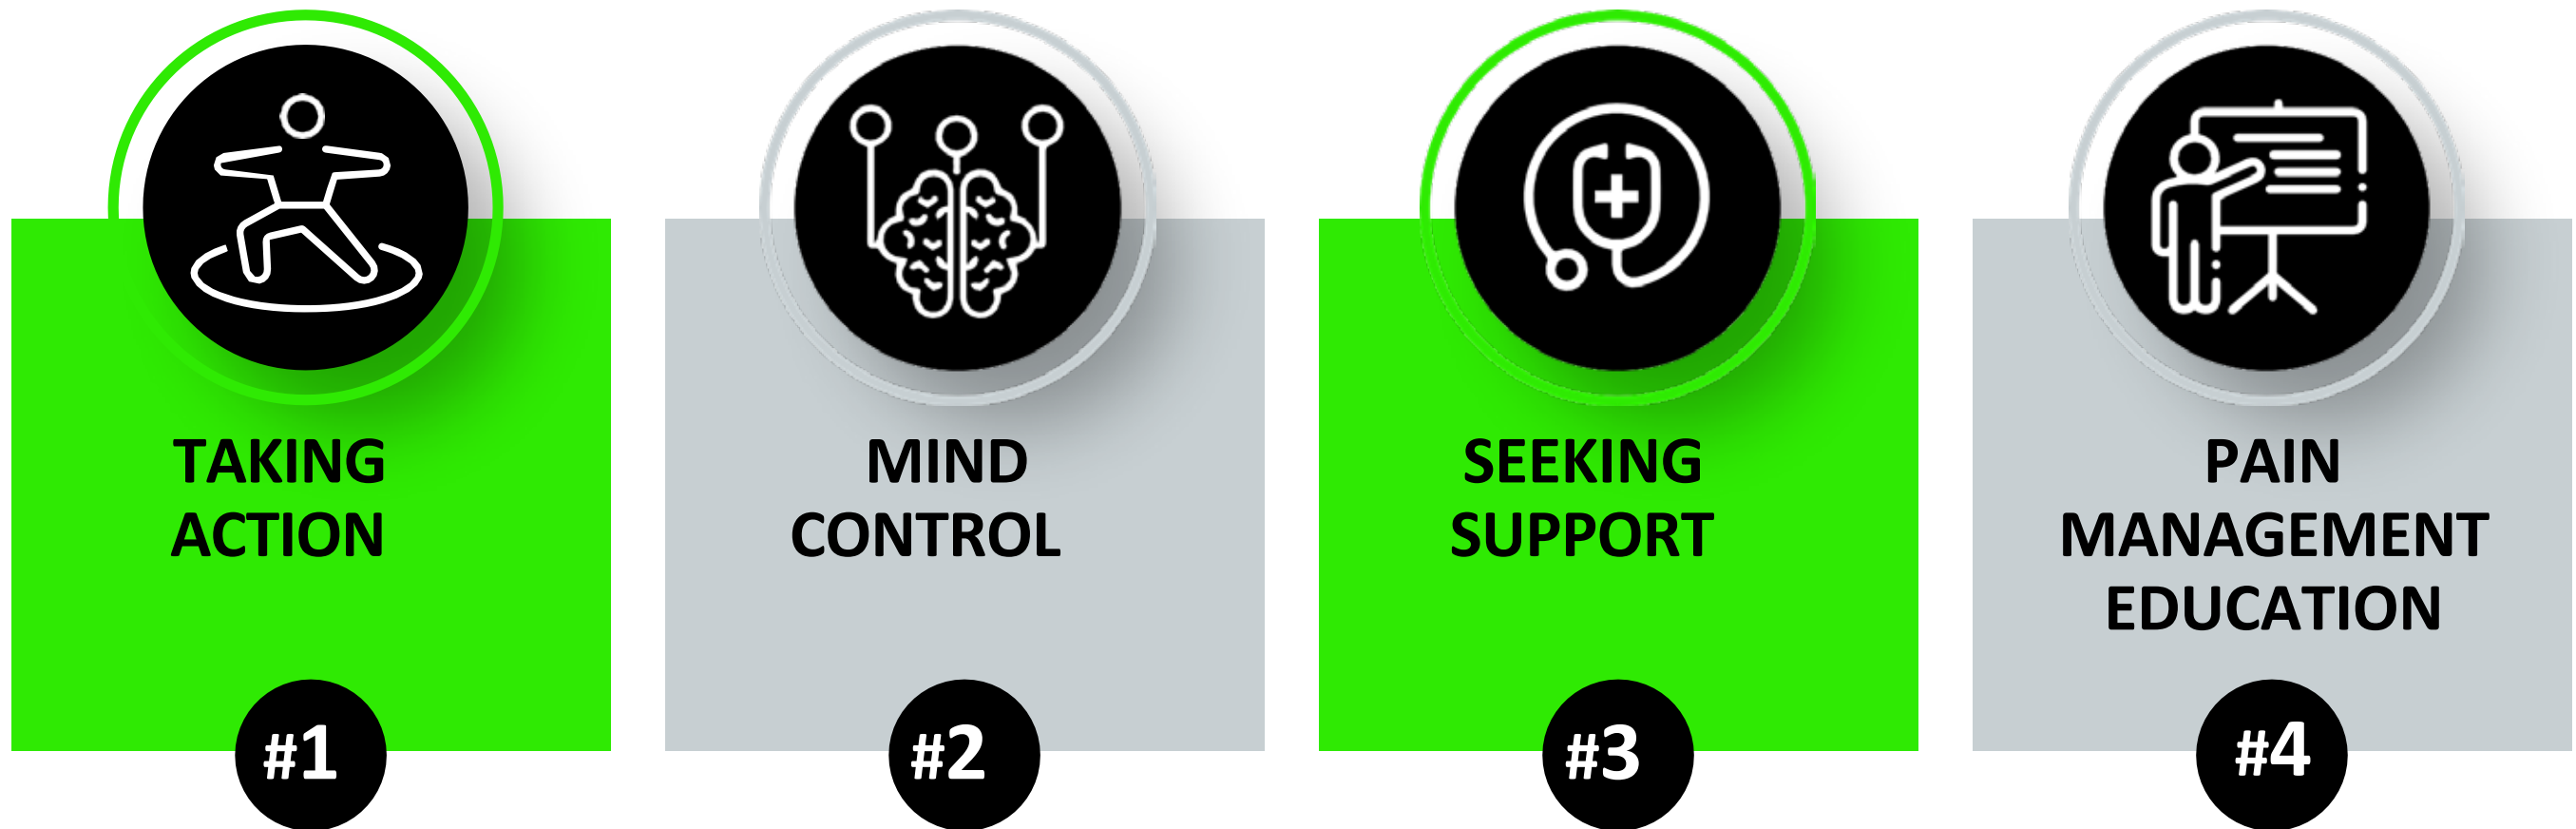 TAKING
ACTION
#1
MIND
CONTROL
#2
SEEKING
SUPPORT
#3
PAIN
MANAGEMENT
EDUCATION
#4